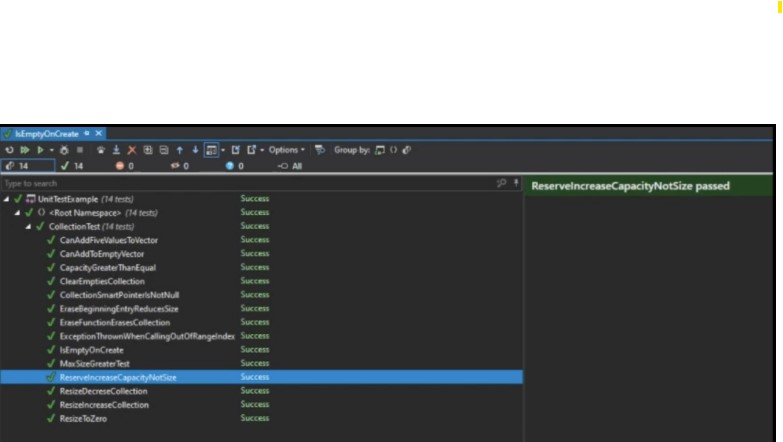 IsEmptyOnCreate
Options Group by:
14 14 0 0 0 All
Type to search
UnitTestExample (14 tests) Success
<Root Namespace> (14 tests) Success
CollectionTest (14 tests) Success
CanAddFiveValuesToVector Success
CanAddToEmptyVector Success
CapacityGreaterThanEqual Success
ClearEmptiesCollection Success
CollectionSmartPointerIsNotNull Success
EraseBeginningEntryReducesSize Success
EraseFunctionErasesCollection Success
ExceptionThrownWhenCallingOutOfRangeIndex Success
IsEmptyOnCreate Success
MaxSizeGreaterTest Success
ReserveIncreaseCapacityNotSize Success
ResizeDecreseCollection Success
ResizeIncreaseCollection Success
ResizeToZero Success
ReserveIncreaseCapacityNotSize passed